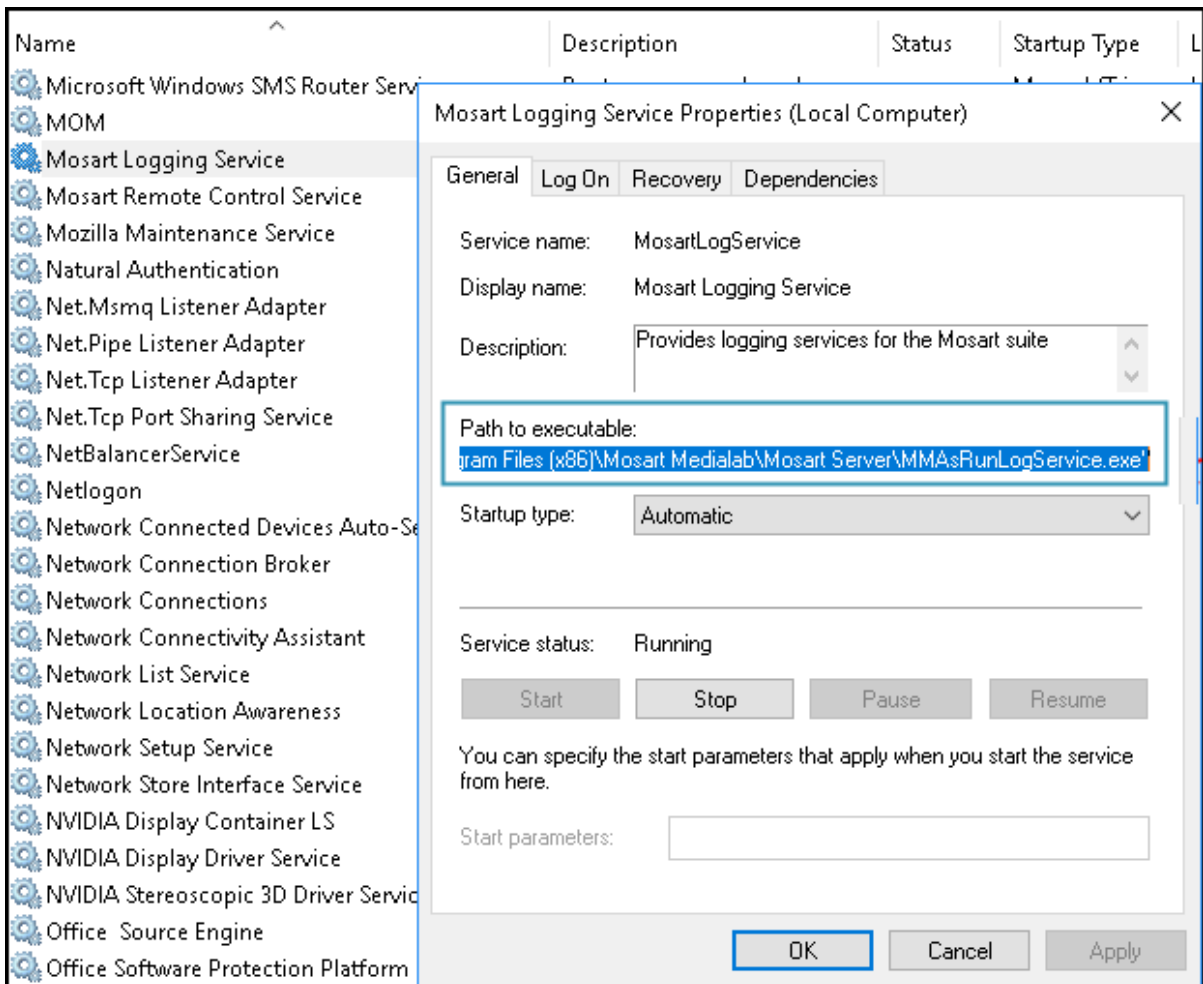 Name Description Status Startup Type L
Microsoft Windows SMS Router Serv
MOM
Mosart Logging Service
Mosart Remote Control Service
Mozilla Maintenance Service
Natural Authentication
Net.Msmq Listener Adapter
Net.Pipe Listener Adapter
Net.Tcp Listener Adapter
Net.Tcp Port Sharing Service
NetBalancerService
Netlogon
Network Connected Devices Auto-Se
Network Connection Broker
Network Connections
Network Connectivity Assistant
Network List Service
Network Location Awareness
Network Setup Service
Network Store Interface Service
NVIDIA Display Container LS
NVIDIA Display Driver Service
NVIDIA Stereoscopic 3D Driver Servic
Office  Source Engine
Office Software Protection Platform
Mosart Logging Service Properties (Local Computer)
General Log On Recovery Dependencies
Service name: MosartLogService
Display name: Mosart Logging Service
Description: Provides logging services for the Mosart suite
Path to executable:
gram Files (x86)\Mosart Medialab\Mosart Server\MMAsRunLogService.exe"
Startup type: Automatic
Service status: Running
Start Stop Pause Resume
You can specify the start parameters that apply when you start the service
from here.
Start parameters:
OK Cancel Apply